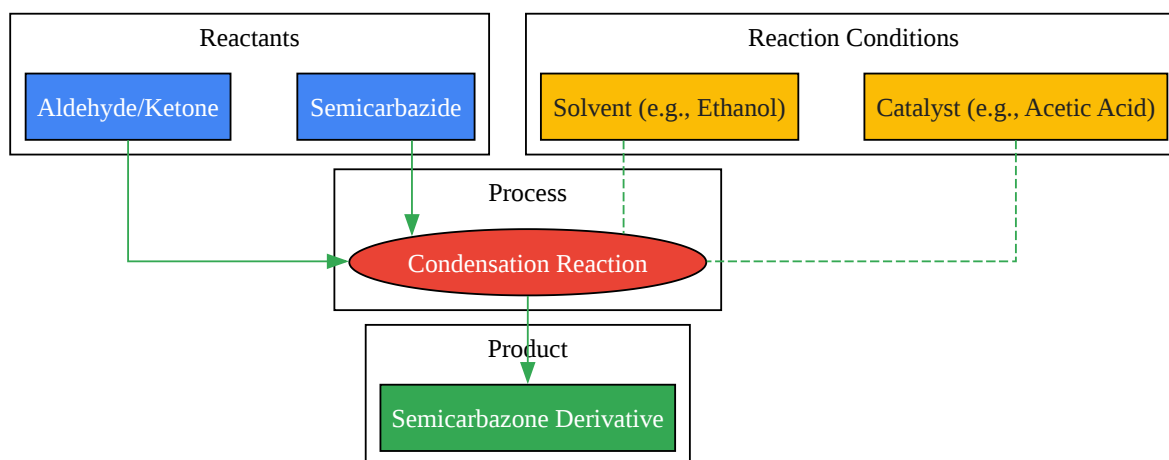 Reactants
Reaction Conditions
Aldehyde/Ketone
Semicarbazide
Solvent (e.g., Ethanol)
Catalyst (e.g., Acetic Acid)
Process
Condensation Reaction
Product
Semicarbazone Derivative